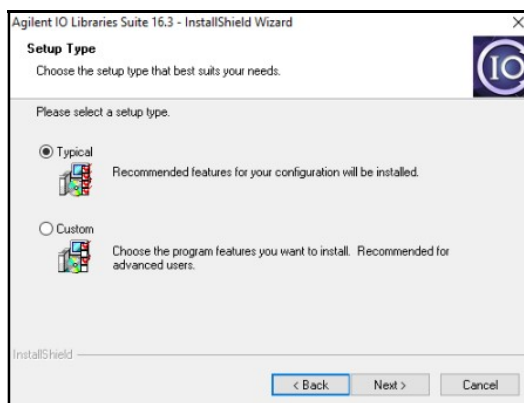 Agilent IO Libraries Suite 16.3 - InstallShield Wizard
Setup Type
Choose the setup type that best suits your needs.
IO
Please select a setup type.
Typical
Recommended features for your configuration will be installed.
Custom
Choose the program features you want to install. Recommended for
advanced users.
InstallShield
< Back Next > Cancel